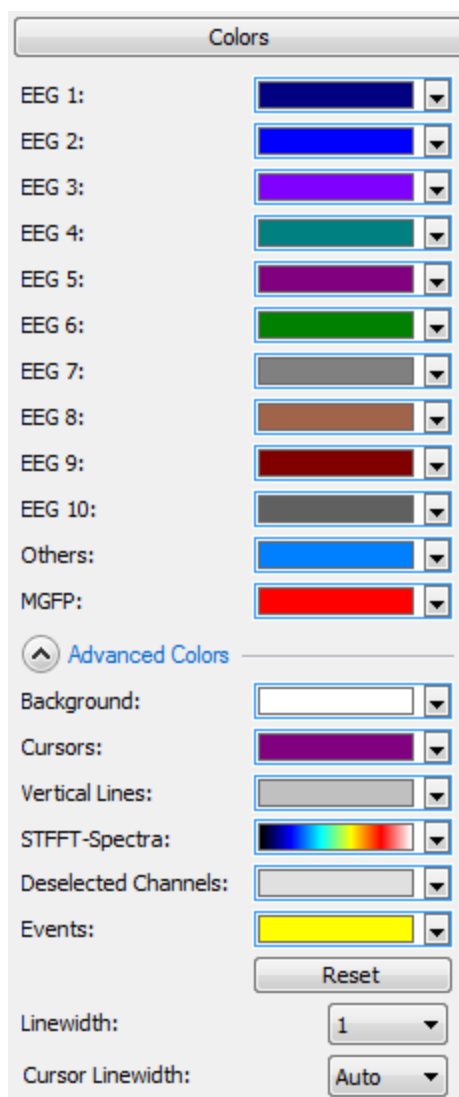 Colors
EEG 1:
EEG 2:
EEG 3:
EEG 4:
EEG 5:
EEG 6:
EEG 7:
EEG 8:
EEG 9:
EEG 10:
Others:
MGFP:
Advanced Colors
Background:
Cursors:
Vertical Lines:
STFFT-Spectra:
Deselected Channels:
Events:
Reset
Linewidth: 1
Cursor Linewidth: Auto